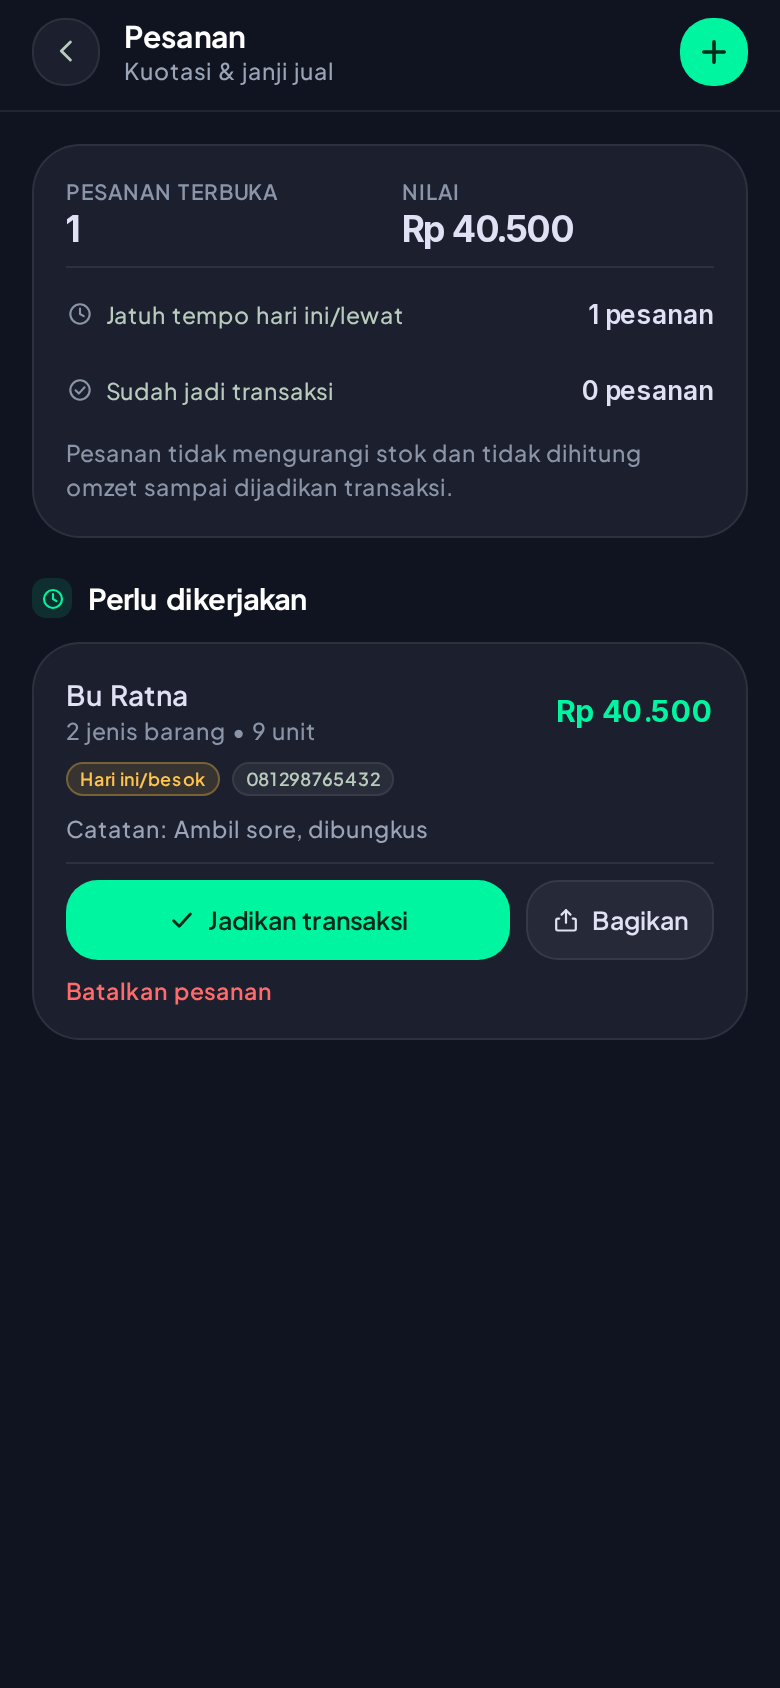 Pesanan
Kuotasi & janji jual
PESANAN TERBUKA
1
NILAI
Rp 40.500
Jatuh tempo hari ini/lewat
1 pesanan
Sudah jadi transaksi
0 pesanan
Pesanan tidak mengurangi stok dan tidak dihitung
omzet sampai dijadikan transaksi.
Perlu dikerjakan
Bu Ratna
2 jenis barang • 9 unit
Rp 40.500
Hari ini/besok
081298765432
Catatan: Ambil sore, dibungkus
Jadikan transaksi
Bagikan
Batalkan pesanan